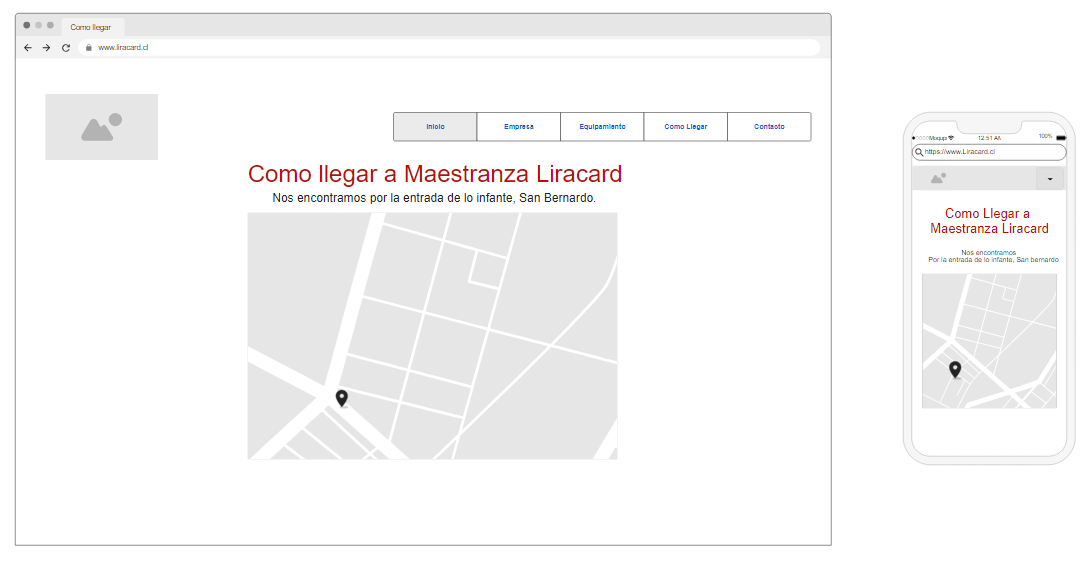 Como llegar
www.liracard.cl
Inicio
Empresa
Equipamiento
Como Llegar
Contacto
Como llegar a Maestranza Liracard
Nos encontramos por la entrada de lo infante, San Bernardo.
Moqups
12:51 AM
100%
https://www.Liracard.cl
Como Llegar a
Maestranza Liracard
Nos encontramos
Por la entrada de lo infante, San bernardo